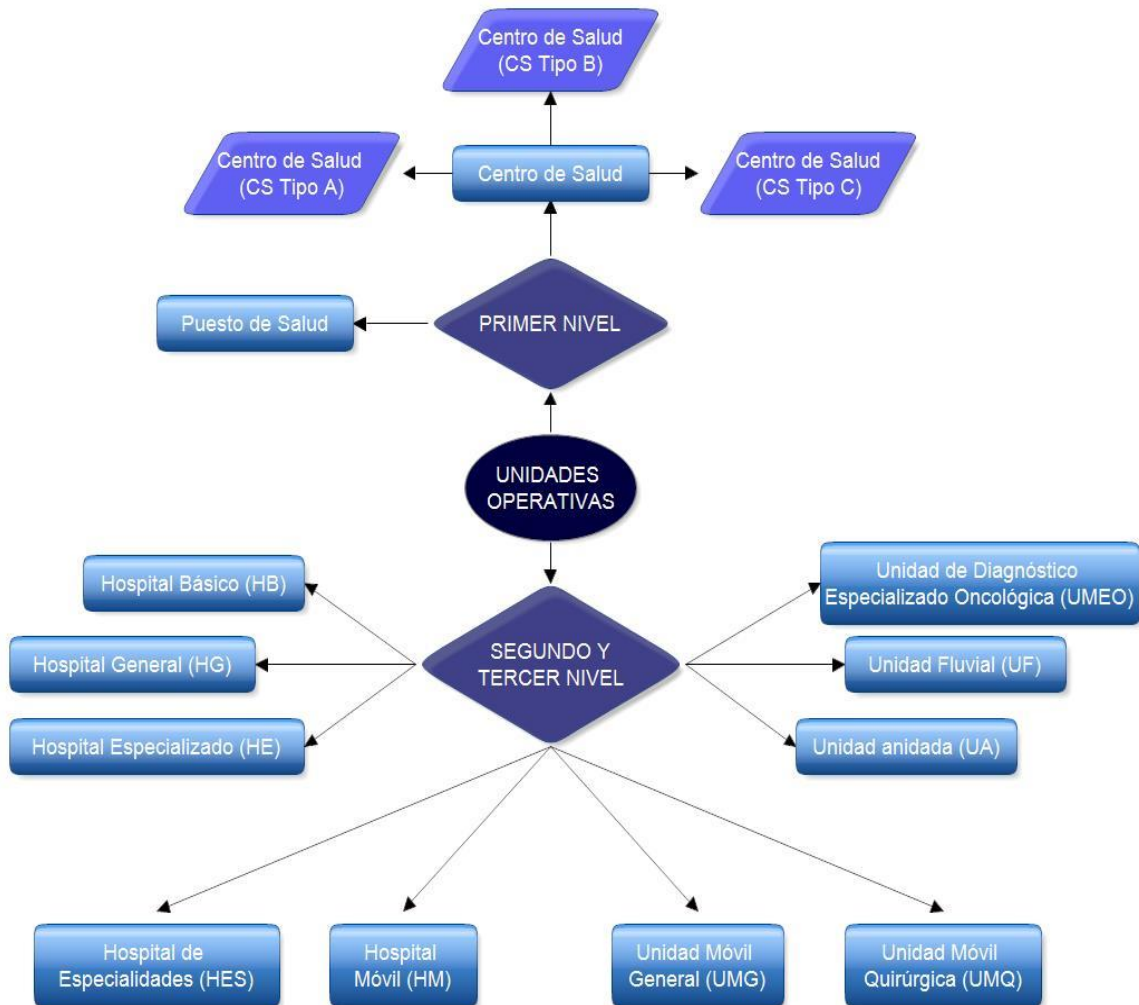 Centro de Salud
(CS Tipo B)
Centro de Salud
(CS Tipo A)
Centro de Salud
Centro de Salud
(CS Tipo C)
Puesto de Salud
PRIMER NIVEL
UNIDADES
OPERATIVAS
Hospital Básico (HB)
Hospital General (HG)
Hospital Especializado (HE)
SEGUNDO Y
TERCER NIVEL
Unidad de Diagnóstico
Especializado Oncológica (UMEO)
Unidad Fluvial (UF)
Unidad anidada (UA)
Hospital de
Especialidades (HES)
Hospital
Móvil (HM)
Unidad Móvil
General (UMG)
Unidad Móvil
Quirúrgica (UMQ)